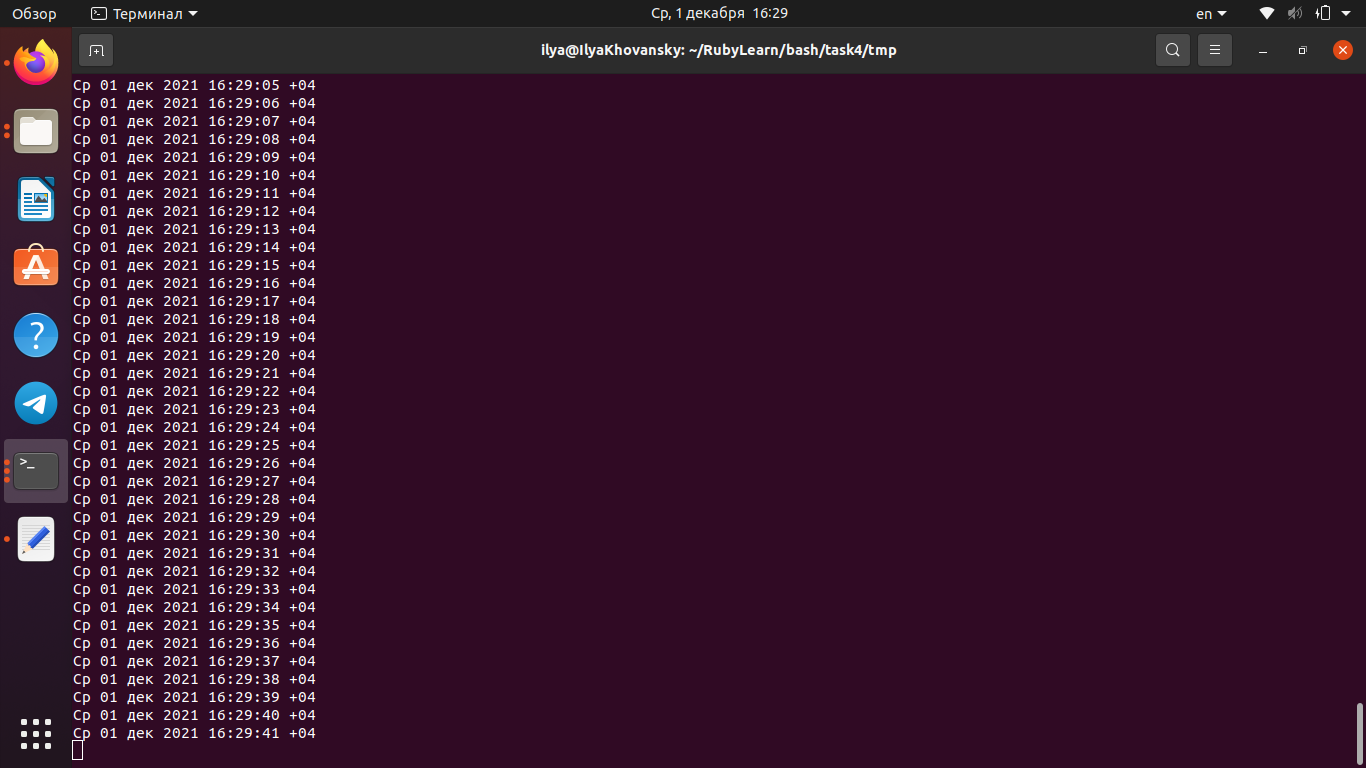 Обзор
Терминал
Ср, 1 декабря 16:29
en
ilya@IlyaKhovansky: ~/RubyLearn/bash/task4/tmp
Ср 01 дек 2021 16:29:05 +04
Ср 01 дек 2021 16:29:06 +04
Ср 01 дек 2021 16:29:07 +04
Ср 01 дек 2021 16:29:08 +04
Ср 01 дек 2021 16:29:09 +04
Ср 01 дек 2021 16:29:10 +04
Ср 01 дек 2021 16:29:11 +04
Ср 01 дек 2021 16:29:12 +04
Ср 01 дек 2021 16:29:13 +04
Ср 01 дек 2021 16:29:14 +04
Ср 01 дек 2021 16:29:15 +04
Ср 01 дек 2021 16:29:16 +04
Ср 01 дек 2021 16:29:17 +04
Ср 01 дек 2021 16:29:18 +04
Ср 01 дек 2021 16:29:19 +04
Ср 01 дек 2021 16:29:20 +04
Ср 01 дек 2021 16:29:21 +04
Ср 01 дек 2021 16:29:22 +04
Ср 01 дек 2021 16:29:23 +04
Ср 01 дек 2021 16:29:24 +04
Ср 01 дек 2021 16:29:25 +04
Ср 01 дек 2021 16:29:26 +04
Ср 01 дек 2021 16:29:27 +04
Ср 01 дек 2021 16:29:28 +04
Ср 01 дек 2021 16:29:29 +04
Ср 01 дек 2021 16:29:30 +04
Ср 01 дек 2021 16:29:31 +04
Ср 01 дек 2021 16:29:32 +04
Ср 01 дек 2021 16:29:33 +04
Ср 01 дек 2021 16:29:34 +04
Ср 01 дек 2021 16:29:35 +04
Ср 01 дек 2021 16:29:36 +04
Ср 01 дек 2021 16:29:37 +04
Ср 01 дек 2021 16:29:38 +04
Ср 01 дек 2021 16:29:39 +04
Ср 01 дек 2021 16:29:40 +04
Ср 01 дек 2021 16:29:41 +04